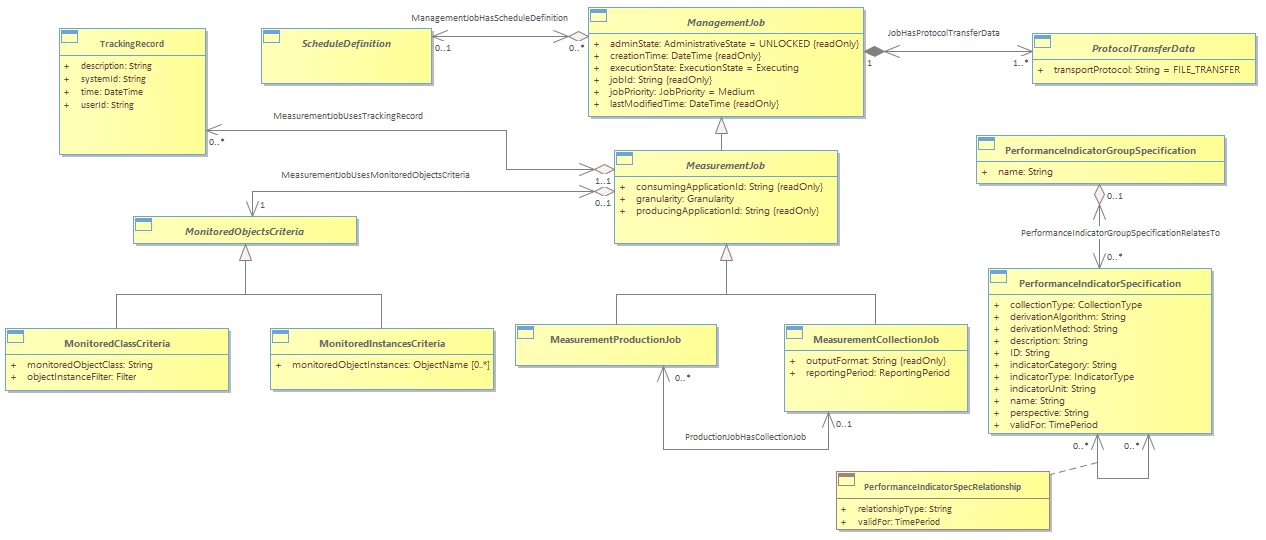 ManagementJobHasScheduleDefinition
0..1
0..*
TrackingRecord
+ description: String
+ systemId: String
+ time: DateTime
+ userId: String
ScheduleDefinition
ManagementJob
+ adminState: AdministrativeState = UNLOCKED {readOnly}
+ creationTime: DateTime {readOnly}
+ executionState: ExecutionState = Executing
+ jobId: String {readOnly}
+ jobPriority: JobPriority = Medium
+ lastModifiedTime: DateTime {readOnly}
JobHasProtocolTransferData
1
1..*
ProtocolTransferData
+ transportProtocol: String = FILE_TRANSFER
MeasurementJobUsesTrackingRecord
0..*
1..1
MeasurementJobUsesMonitoredObjectsCriteria
0..1
1
MeasurementJob
+ consumingApplicationId: String {readOnly}
+ granularity: Granularity
+ producingApplicationId: String {readOnly}
PerformanceIndicatorGroupSpecification
+ name: String
0..1
PerformanceIndicatorGroupSpecificationRelatesTo
0..*
MonitoredObjectsCriteria
PerformanceIndicatorSpecification
+ collectionType: CollectionType
+ derivationAlgorithm: String
+ derivationMethod: String
+ description: String
+ ID: String
+ indicatorCategory: String
+ indicatorType: IndicatorType
+ indicatorUnit: String
+ name: String
+ perspective: String
+ validFor: TimePeriod
MonitoredClassCriteria
+ monitoredObjectClass: String
+ objectInstanceFilter: Filter
MonitoredInstancesCriteria
+ monitoredObjectInstances: ObjectName [0..*]
MeasurementProductionJob
MeasurementCollectionJob
+ outputFormat: String {readOnly}
+ reportingPeriod: ReportingPeriod
0..*
0..1
ProductionJobHasCollectionJob
0..*
0..*
PerformanceIndicatorSpecRelationship
+ relationshipType: String
+ validFor: TimePeriod